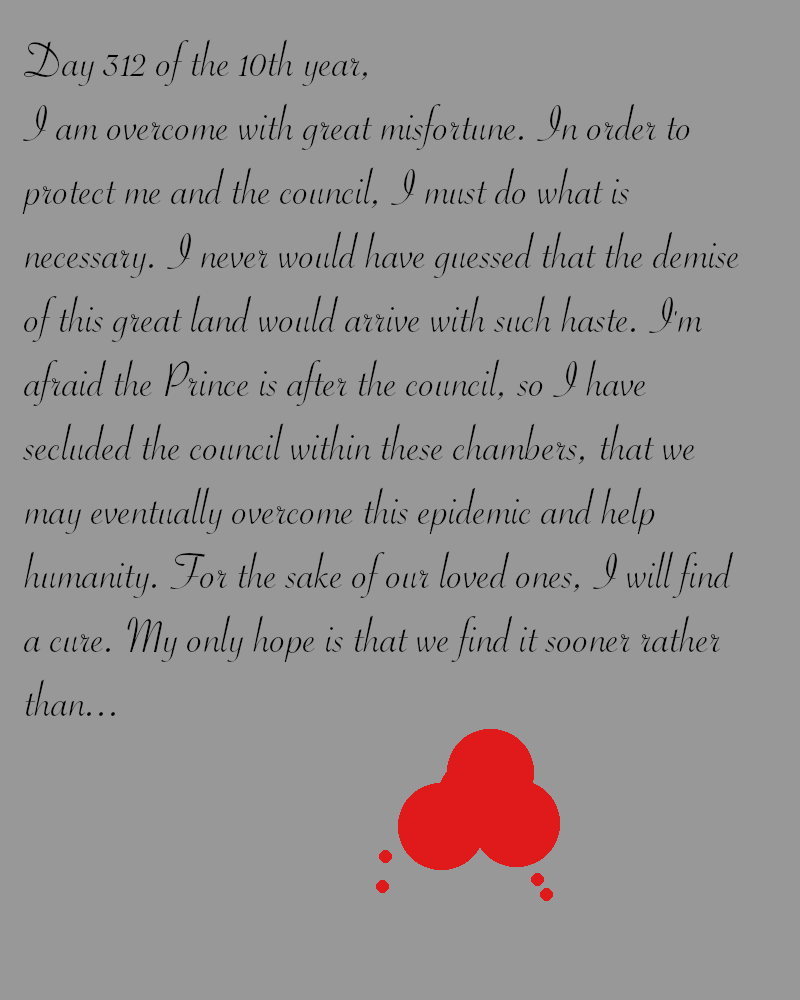 Day 312 of the 10th year,
I am overcome with great misfortune. In order to
protect me and the council, I must do what is
necessary. I never would have guessed that the demise
of this great land would arrive with such haste. I'm
afraid the Prince is after the council, so I have
secluded the council within these chambers, that we
may eventually overcome this epidemic and help
humanity. For the sake of our loved ones, I will find
a cure. My only hope is that we find it sooner rather
than...